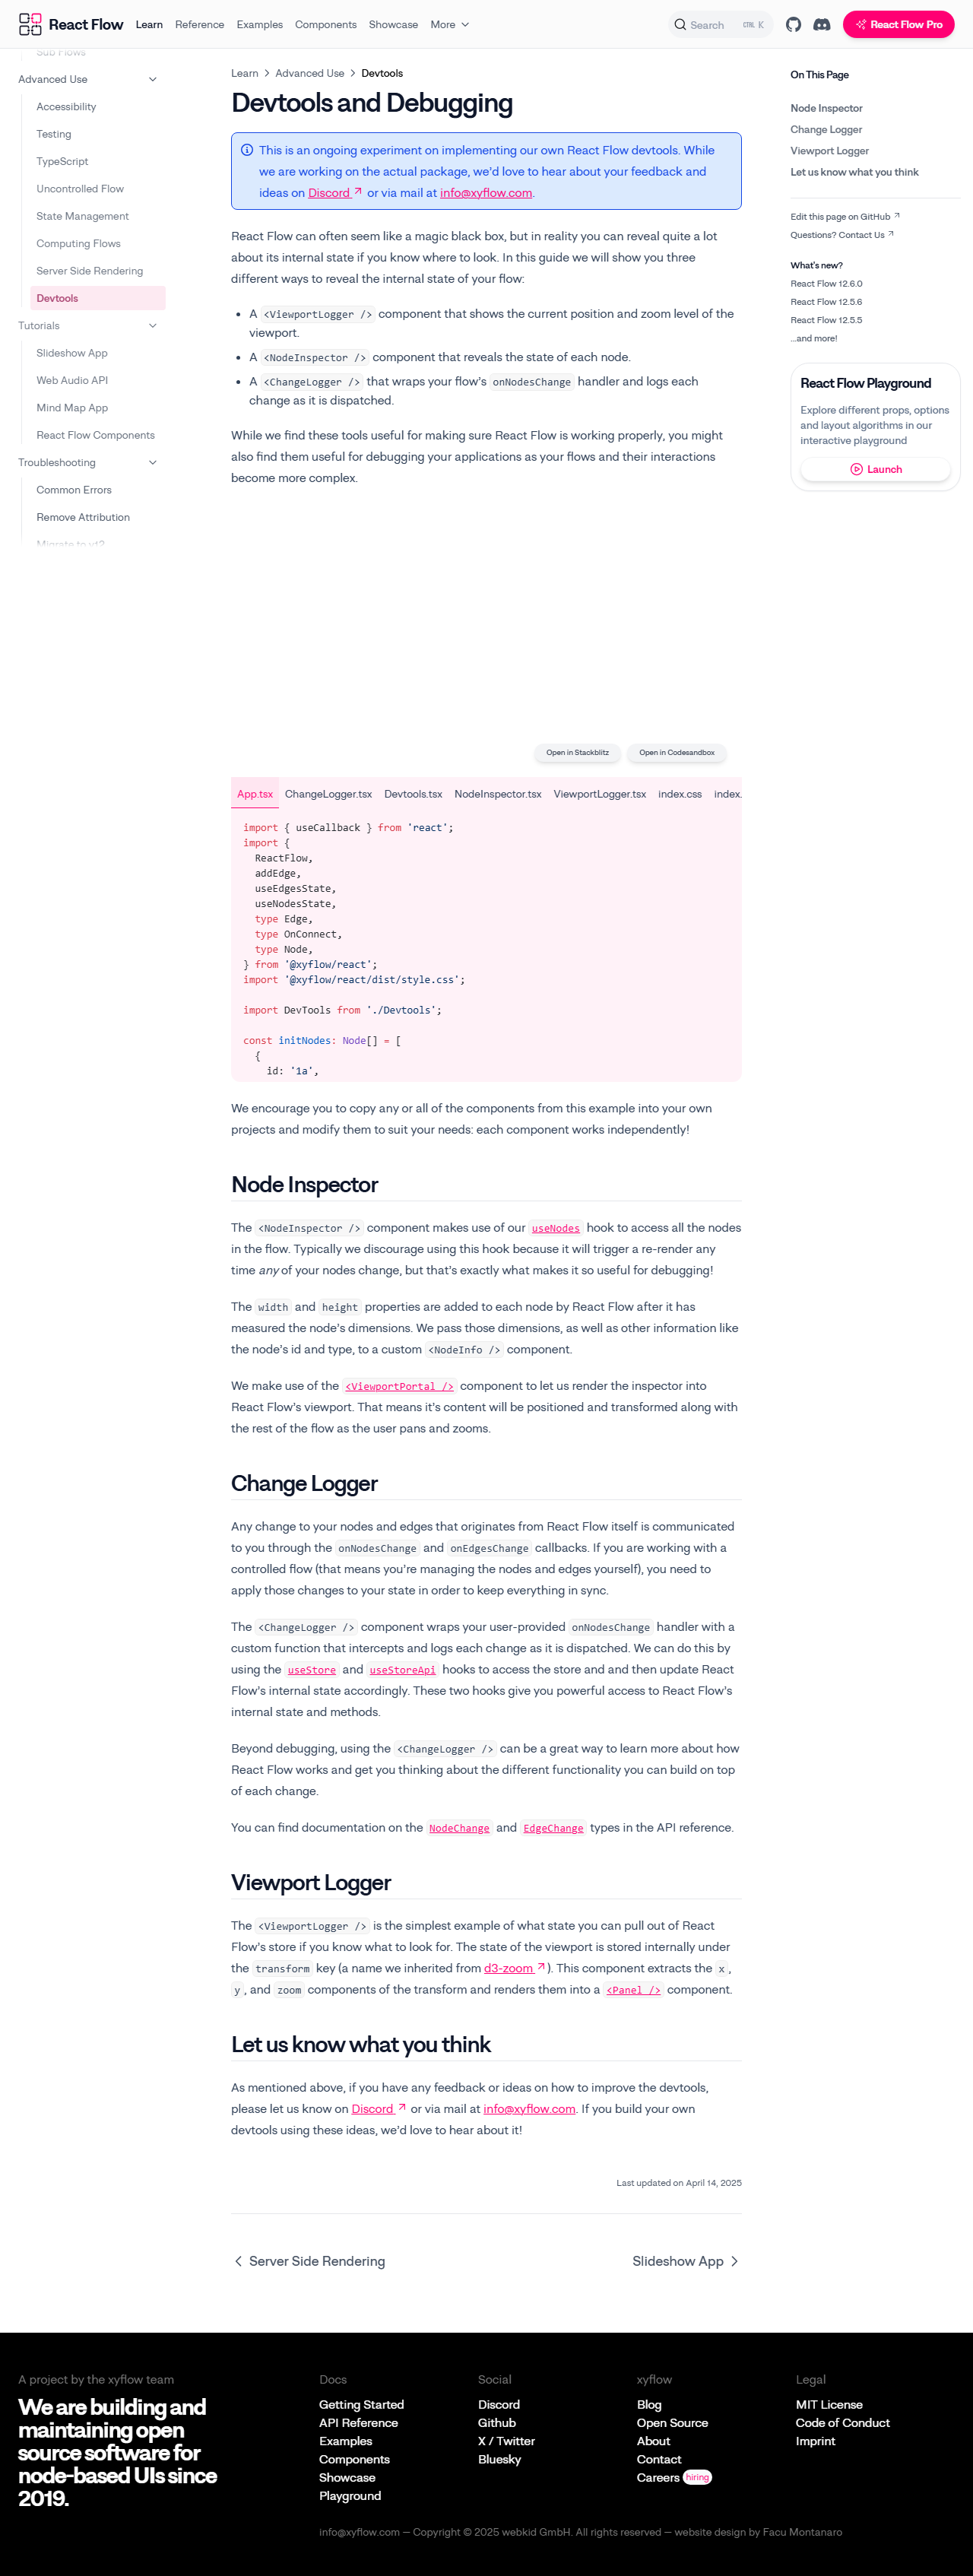 React Flow
Learn
Reference
Examples
Components
Showcase
More
Search
CTRL K
React Flow Pro
Sub Flows
Advanced Use
Accessibility
Testing
TypeScript
Uncontrolled Flow
State Management
Computing Flows
Server Side Rendering
Devtools
Tutorials
Slideshow App
Web Audio API
Mind Map App
React Flow Components
Troubleshooting
Common Errors
Remove Attribution
Migrate to v12
Learn > Advanced Use > Devtools
Devtools and Debugging
This is an ongoing experiment on implementing our own React Flow devtools. While
we are working on the actual package, we'd love to hear about your feedback and
ideas on Discord or via mail at info@xyflow.com.
React Flow can often seem like a magic black box, but in reality you can reveal quite a lot
about its internal state if you know where to look. In this guide we will show you three
different ways to reveal the internal state of your flow:
• A <ViewportLogger /> component that shows the current position and zoom level of the
viewport.
• A <NodeInspector /> component that reveals the state of each node.
• A <ChangeLogger /> that wraps your flow's onNodesChange handler and logs each
change as it is dispatched.
While we find these tools useful for making sure React Flow is working properly, you might
also find them useful for debugging your applications as your flows and their interactions
become more complex.
Open in Stackblitz
Open in Codesandbox
App.tsx
ChangeLogger.tsx
Devtools.tsx
NodeInspector.tsx
ViewportLogger.tsx
index.css
index.
import { useCallback } from 'react';
import {
  ReactFlow,
  addEdge,
  useEdgesState,
  useNodesState,
  type Edge,
  type OnConnect,
  type Node,
} from '@xyflow/react';
import '@xyflow/react/dist/style.css';
import DevTools from './Devtools';
const initNodes: Node[] = [
  {
    id: '1a',
We encourage you to copy any or all of the components from this example into your own
projects and modify them to suit your needs: each component works independently!
Node Inspector
The <NodeInspector /> component makes use of our useNodes hook to access all the nodes
in the flow. Typically we discourage using this hook because it will trigger a re-render any
time any of your nodes change, but that's exactly what makes it so useful for debugging!
The width and height properties are added to each node by React Flow after it has
measured the node's dimensions. We pass those dimensions, as well as other information like
the node's id and type, to a custom <NodeInfo /> component.
We make use of the <ViewportPortal /> component to let us render the inspector into
React Flow's viewport. That means it's content will be positioned and transformed along with
the rest of the flow as the user pans and zooms.
Change Logger
Any change to your nodes and edges that originates from React Flow itself is communicated
to you through the onNodesChange and onEdgesChange callbacks. If you are working with a
controlled flow (that means you're managing the nodes and edges yourself), you need to
apply those changes to your state in order to keep everything in sync.
The <ChangeLogger /> component wraps your user-provided onNodesChange handler with a
custom function that intercepts and logs each change as it is dispatched. We can do this by
using the useStore and useStoreApi hooks to access the store and and then update React
Flow's internal state accordingly. These two hooks give you powerful access to React Flow's
internal state and methods.
Beyond debugging, using the <ChangeLogger /> can be a great way to learn more about how
React Flow works and get you thinking about the different functionality you can build on top
of each change.
You can find documentation on the NodeChange and EdgeChange types in the API reference.
Viewport Logger
The <ViewportLogger /> is the simplest example of what state you can pull out of React
Flow's store if you know what to look for. The state of the viewport is stored internally under
the transform key (a name we inherited from d3-zoom ). This component extracts the x ,
y , and zoom components of the transform and renders them into a <Panel /> component.
Let us know what you think
As mentioned above, if you have any feedback or ideas on how to improve the devtools,
please let us know on Discord or via mail at info@xyflow.com. If you build your own
devtools using these ideas, we'd love to hear about it!
Last updated on April 14, 2025
Server Side Rendering
Slideshow App
On This Page
Node Inspector
Change Logger
Viewport Logger
Let us know what you think
Edit this page on GitHub
Questions? Contact Us
What's new?
React Flow 12.6.0
React Flow 12.5.6
React Flow 12.5.5
...and more!
React Flow Playground
Explore different props, options
and layout algorithms in our
interactive playground
Launch
A project by the xyflow team
We are building and
maintaining open
source software for
node-based UIs since
2019.
Docs
Getting Started
API Reference
Examples
Components
Showcase
Playground
Social
Discord
Github
X / Twitter
Bluesky
xyflow
Blog
Open Source
About
Contact
Careers hiring
Legal
MIT License
Code of Conduct
Imprint
info@xyflow.com — Copyright © 2025 webkid GmbH. All rights reserved — website design by Facu Montanaro